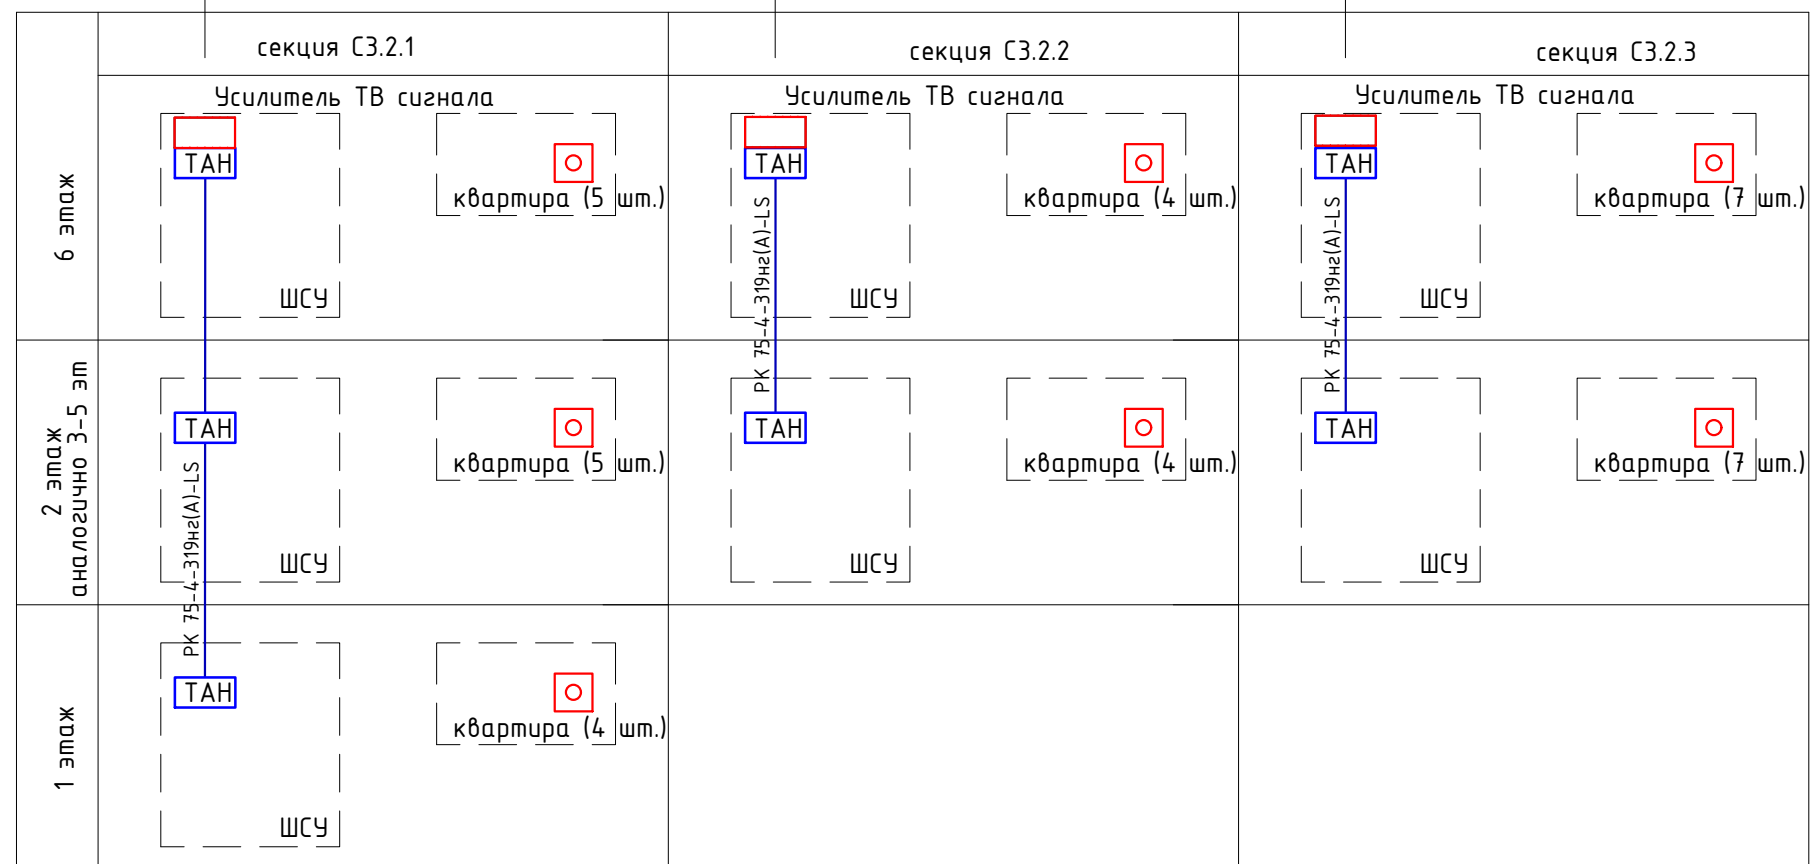 секция С3.2.1
секция С3.2.2
секция С3.2.3
6 этаж
Усилитель ТВ сигнала
ТАН
ШСУ
квартира (5 шт.)
Усилитель ТВ сигнала
ТАН
РК 75-4-319нг(А)-LS
ШСУ
квартира (4 шт.)
Усилитель ТВ сигнала
ТАН
РК 75-4-319нг(А)-LS
ШСУ
квартира (7 шт.)
2 этаж
аналогично 3-5 эт
ТАН
РК 75-4-319нг(А)-LS
ШСУ
квартира (5 шт.)
ТАН
ШСУ
квартира (4 шт.)
ТАН
ШСУ
квартира (7 шт.)
1 этаж
ТАН
ШСУ
квартира (4 шт.)